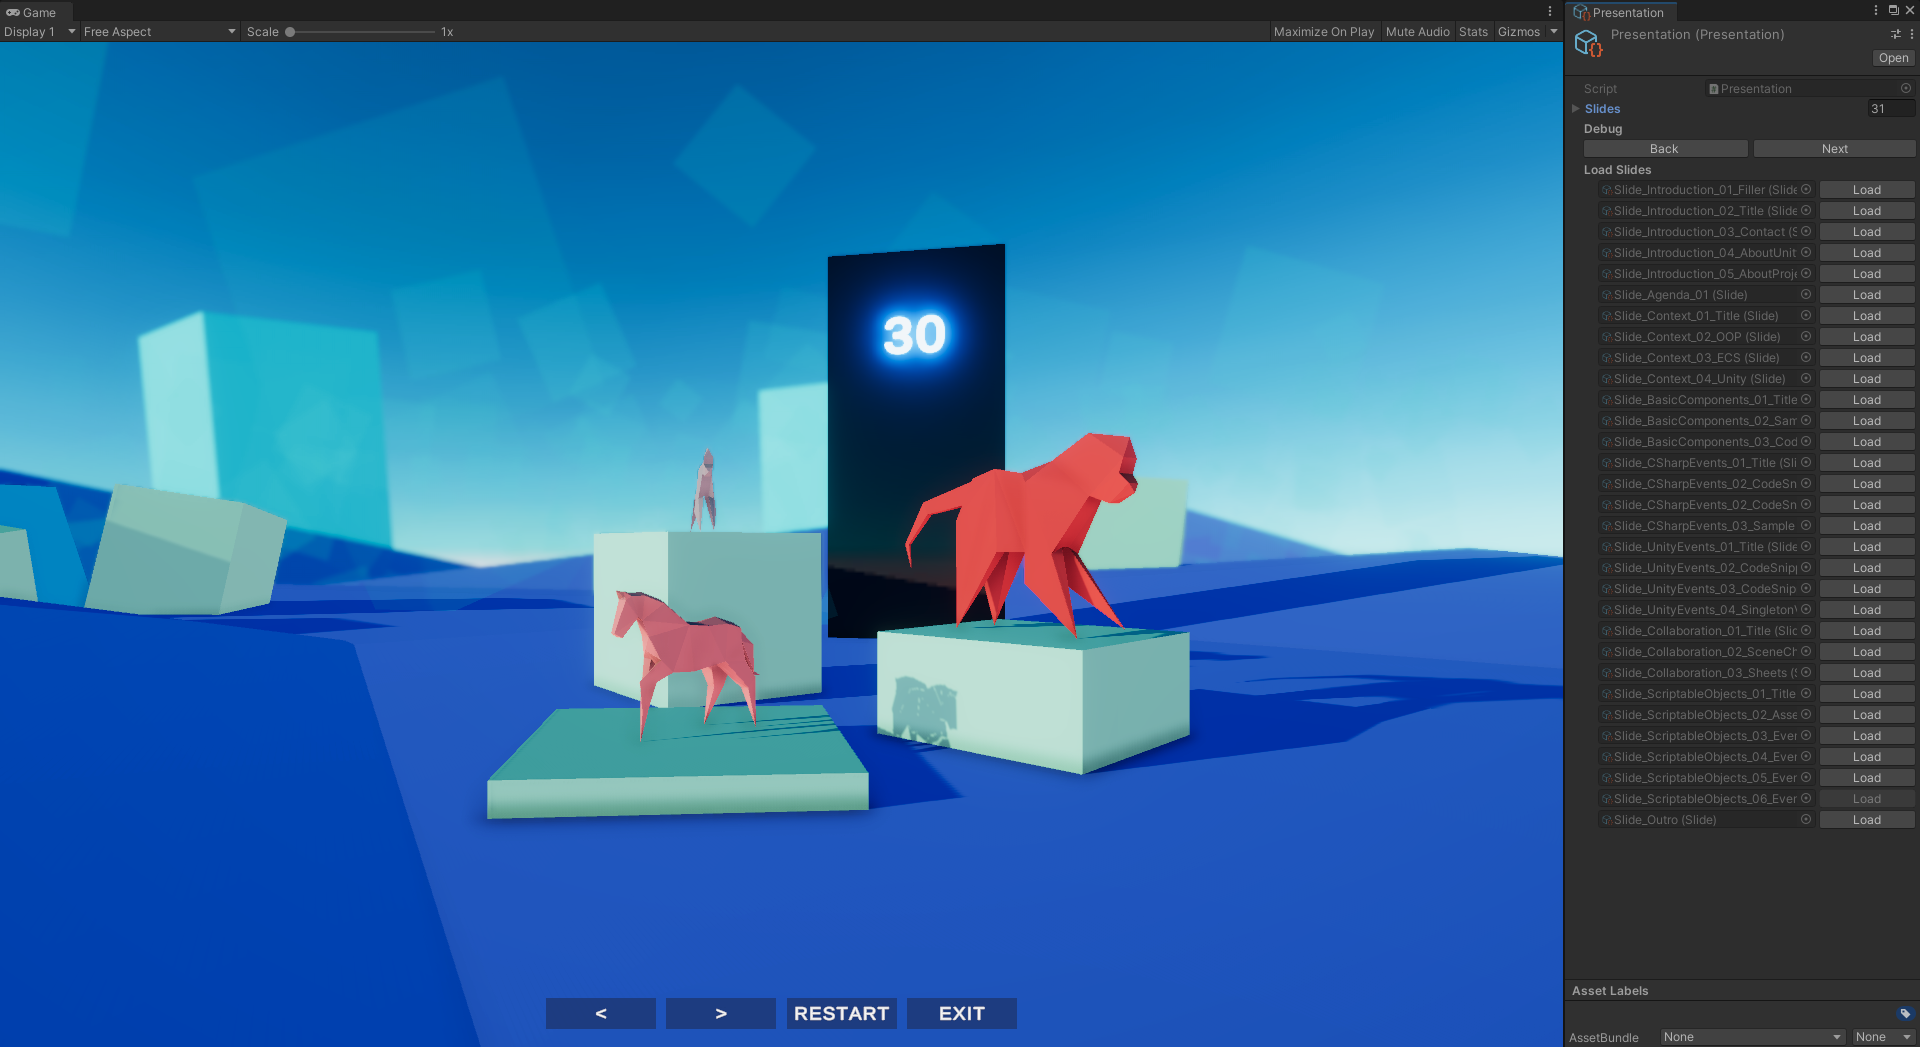 Game
Display 1
Free Aspect
Scale
1x
Maximize On Play
Mute Audio
Stats
Gizmos
30
<
>
RESTART
EXIT
Presentation
Presentation (Presentation)
Open
Script
Presentation
Slides
31
Debug
Back
Next
Load Slides
Slide_Introduction_01_Filler (Slide Load
Slide_Introduction_02_Title (Slide Load
Slide_Introduction_03_Contact (S Load
Slide_Introduction_04_AboutUnit Load
Slide_Introduction_05_AboutProje Load
Slide_Agenda_01 (Slide) Load
Slide_Context_01_Title (Slide) Load
Slide_Context_02_OOP (Slide) Load
Slide_Context_03_ECS (Slide) Load
Slide_Context_04_Unity (Slide) Load
Slide_BasicComponents_01_Title Load
Slide_BasicComponents_02_Sam Load
Slide_BasicComponents_03_Cod Load
Slide_CSharpEvents_01_Title (Sli Load
Slide_CSharpEvents_02_CodeSn Load
Slide_CSharpEvents_02_CodeSn Load
Slide_CSharpEvents_03_Sample Load
Slide_UnityEvents_01_Title (Slide Load
Slide_UnityEvents_02_CodeSnipp Load
Slide_UnityEvents_03_CodeSnip Load
Slide_UnityEvents_04_Singleton Load
Slide_Collaboration_01_Title (Slic Load
Slide_Collaboration_02_SceneCh Load
Slide_Collaboration_03_Sheets (S Load
Slide_ScriptableObjects_01_Title Load
Slide_ScriptableObjects_02_Asse Load
Slide_ScriptableObjects_03_Ever Load
Slide_ScriptableObjects_04_Ever Load
Slide_ScriptableObjects_05_Ever Load
Slide_ScriptableObjects_06_Ever Load
Slide_Outro (Slide) Load
Asset Labels
AssetBundle
None
None